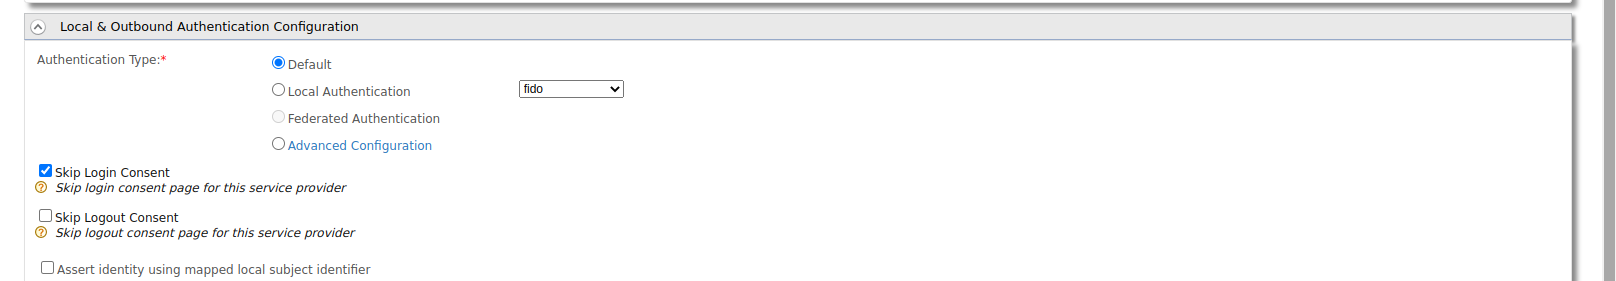 Local & Outbound Authentication Configuration
Authentication Type:*
Default
Local Authentication fido
Federated Authentication
Advanced Configuration
Skip Login Consent
? Skip login consent page for this service provider
Skip Logout Consent
? Skip logout consent page for this service provider
Assert identity using mapped local subject identifier